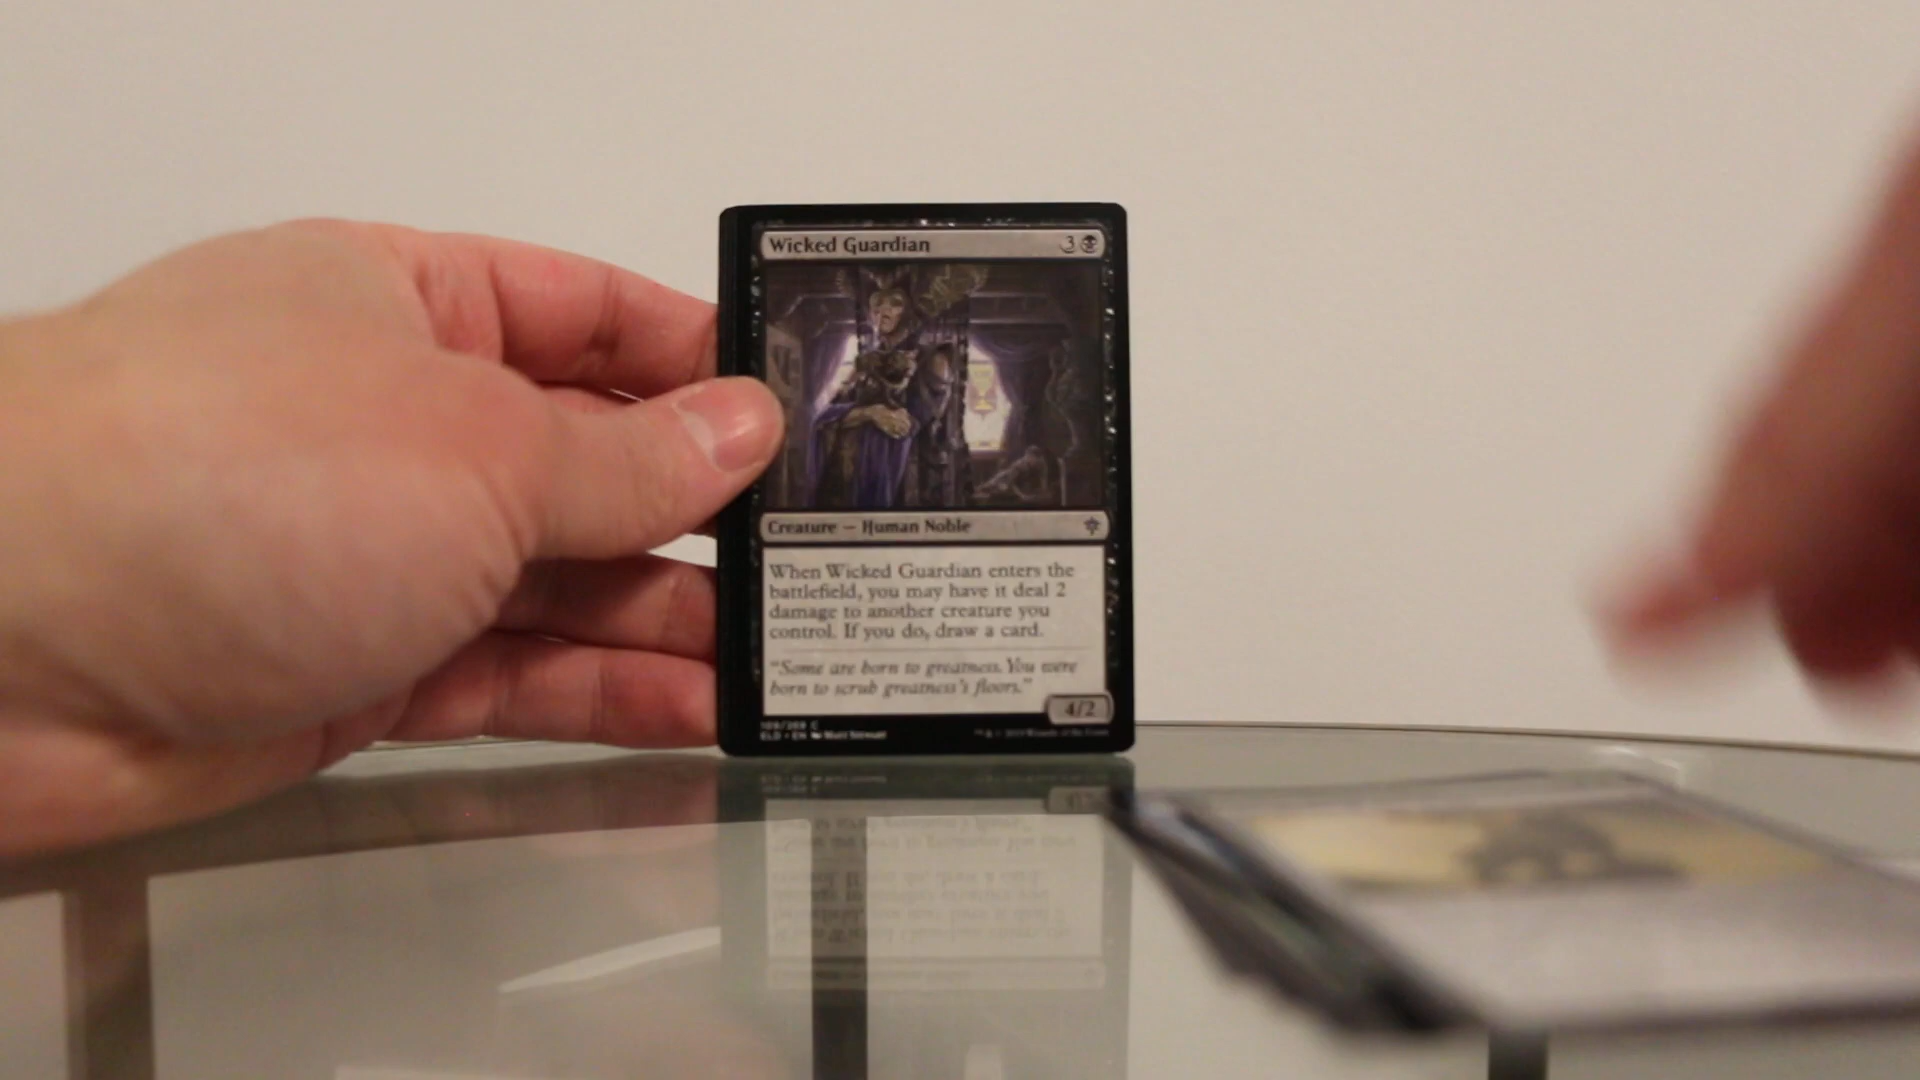 Wicked Guardian 3
Creature — Human Noble
When Wicked Guardian enters the
battlefield, you may have it deal 2
damage to another creature you
control. If you do, draw a card.
"Some are born to greatness. You were
born to scrub greatness's floors."
4/2
ELD • EN